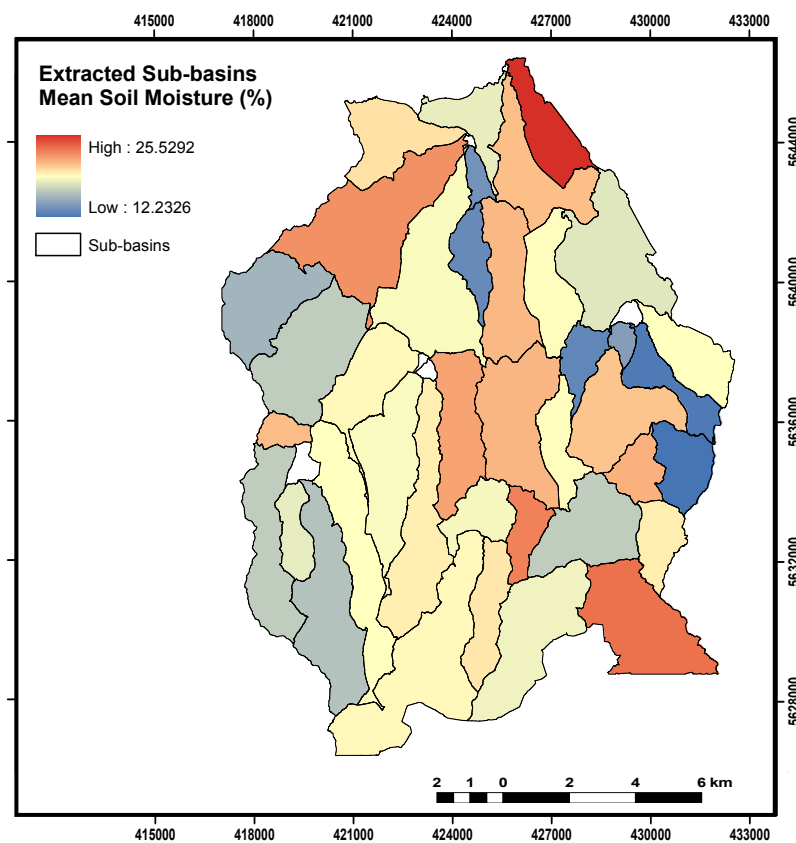 415000 418000 421000 424000 427000 430000 433000
Extracted Sub-basins
Mean Soil Moisture (%)
High : 25.5292
Low : 12.2326
Sub-basins
5644000
5640000
5636000
5632000
5628000
2 1 0 2 4 6 km
415000 418000 421000 424000 427000 430000 433000